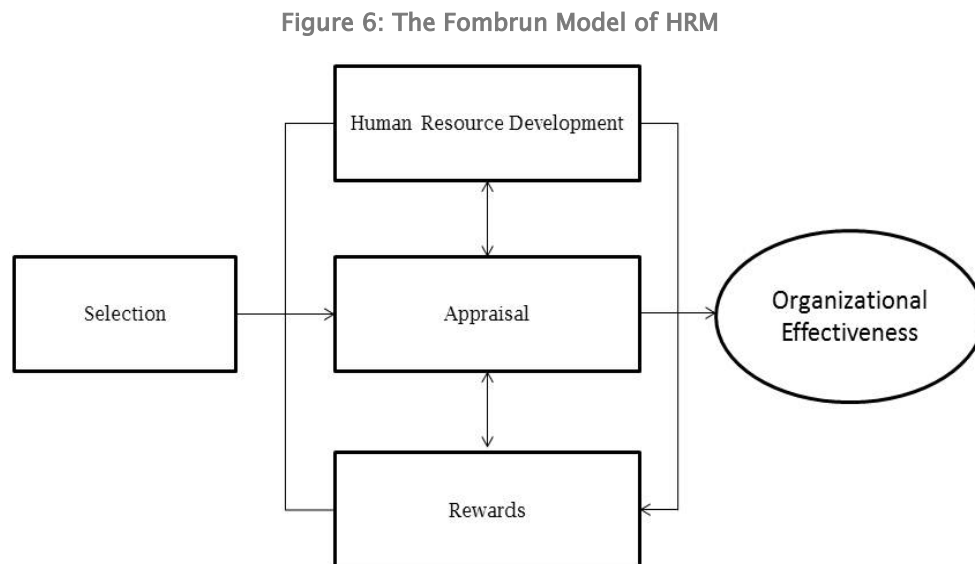 Figure 6: The Fombrun Model of HRM
Human Resource Development
Selection
Appraisal
Organizational
Effectiveness
Rewards